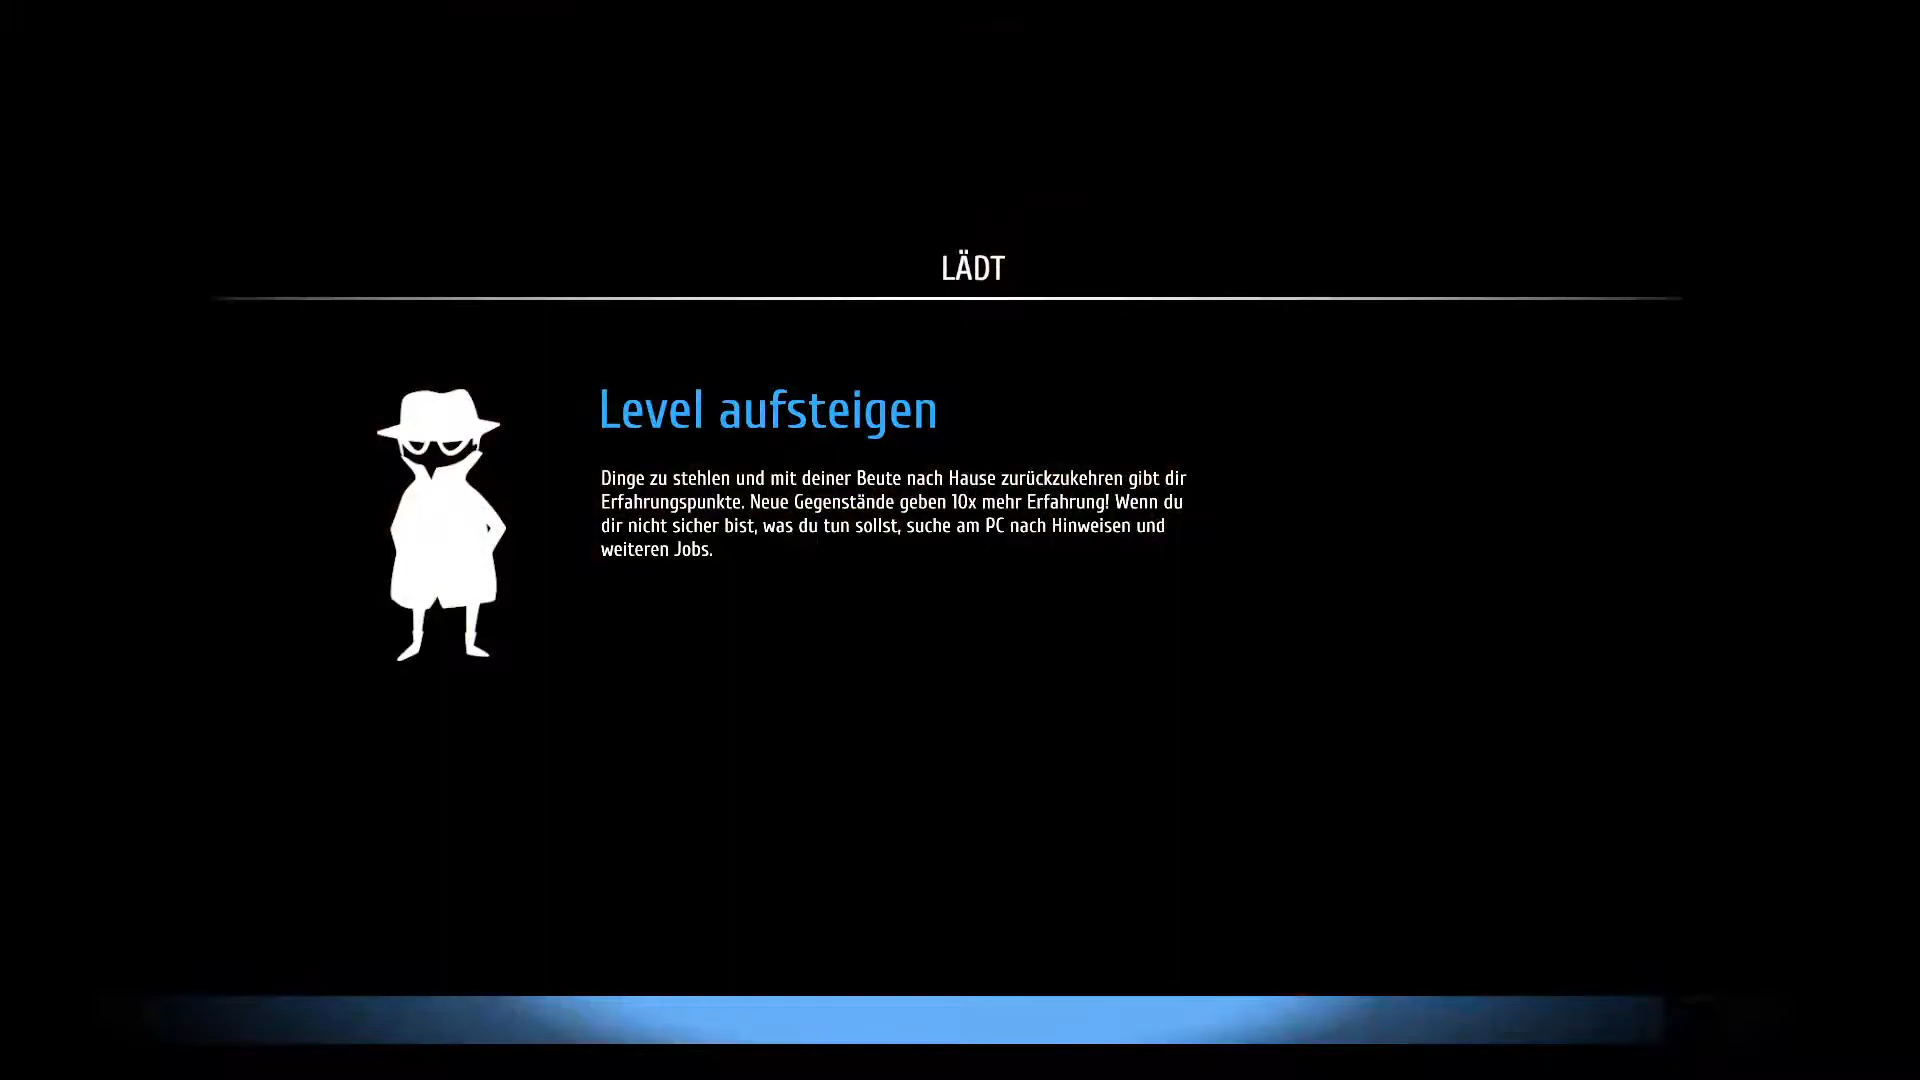 LÄDT
Level aufsteigen
Dinge zu stehlen und mit deiner Beute nach Hause zurückzukehren gibt dir
Erfahrungspunkte. Neue Gegenstände geben 10x mehr Erfahrung! Wenn du
dir nicht sicher bist, was du tun sollst, suche am PC nach Hinweisen und
weiteren Jobs.